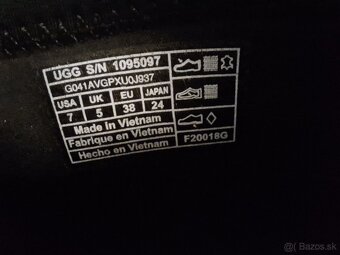 UGG S/N 1095097
G041AVGPXU0J937
USA UK EU JAPAN
7 5 38 24
Made in Vietnam
Fabrique en Vietnam
Hecho en Vietnam
F20018G
© Bazos.sk